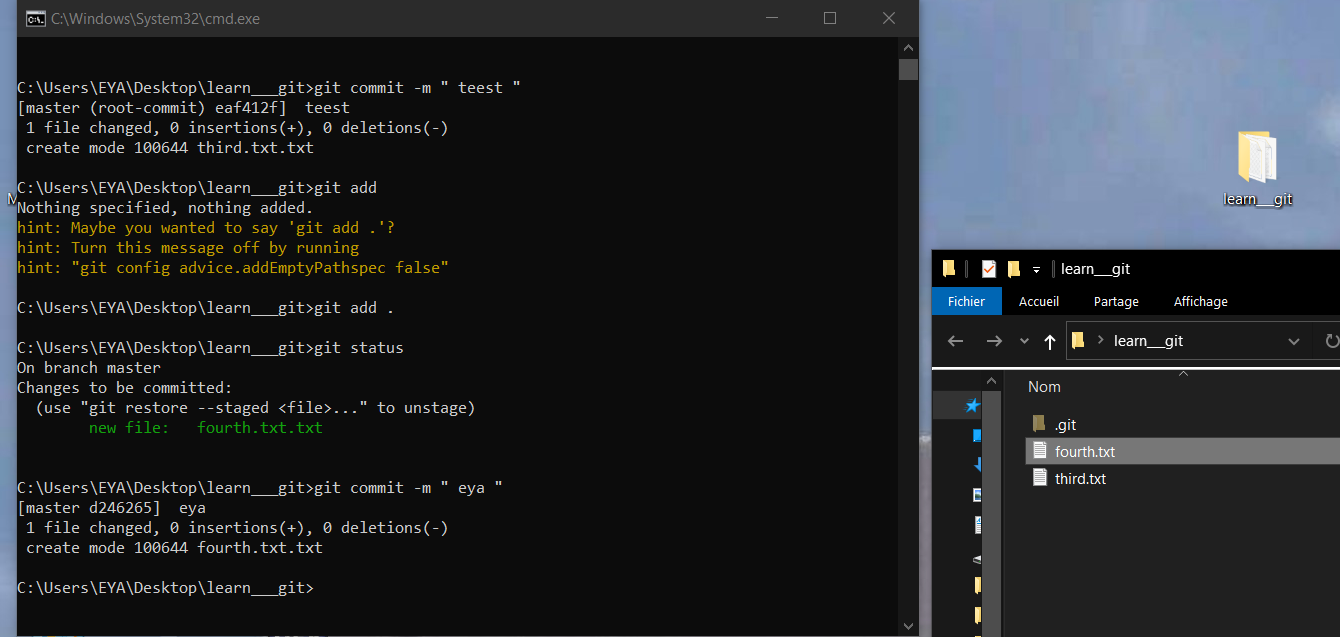 C:\Windows\System32\cmd.exe
C:\Users\EYA\Desktop\learn___git>git commit -m " teest "
[master (root-commit) eaf412f]  teest
 1 file changed, 0 insertions(+), 0 deletions(-)
 create mode 100644 third.txt.txt
C:\Users\EYA\Desktop\learn___git>git add
Nothing specified, nothing added.
hint: Maybe you wanted to say 'git add .'?
hint: Turn this message off by running
hint: "git config advice.addEmptyPathspec false"
C:\Users\EYA\Desktop\learn___git>git add .
C:\Users\EYA\Desktop\learn___git>git status
On branch master
Changes to be committed:
  (use "git restore --staged <file>..." to unstage)
        new file:   fourth.txt.txt
C:\Users\EYA\Desktop\learn___git>git commit -m " eya "
[master d246265]  eya
 1 file changed, 0 insertions(+), 0 deletions(-)
 create mode 100644 fourth.txt.txt
C:\Users\EYA\Desktop\learn___git>
M
learn___git
learn___git
Fichier Accueil Partage Affichage
learn___git
Nom
.git
fourth.txt
third.txt